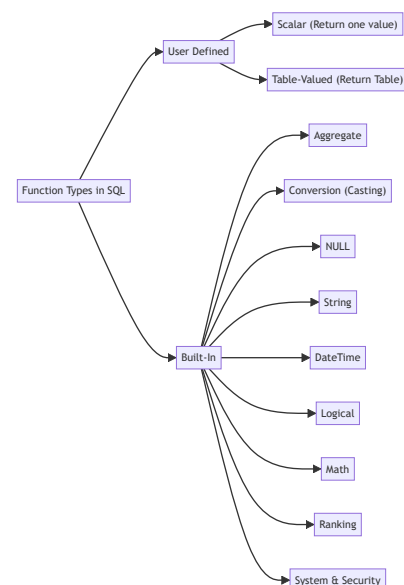 Scalar (Return one value)
User Defined
Table-Valued (Return Table)
Aggregate
Function Types in SQL
Conversion (Casting)
NULL
String
Built-In
DateTime
Logical
Math
Ranking
System & Security